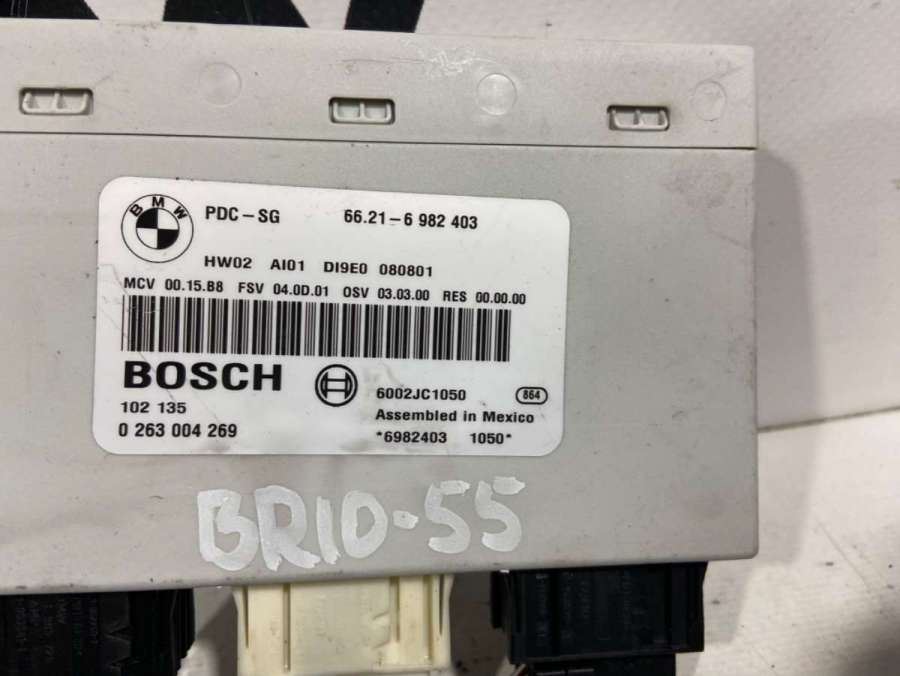 BMW
PDC-SG 66.21-6 982 403
HW02 AI01 DI9E0 080801
MCV 00.15.B8 FSV 04.0D.01 OSV 03.03.00 RES 00.00.00
BOSCH
6002JC1050 864
102 135 Assembled in Mexico
0 263 004 269 *6982403 1050*
BR10-55